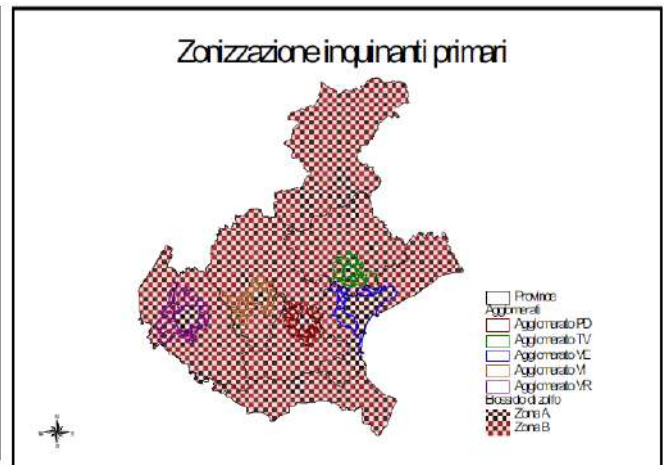 Zonizzazione inquinanti primari
Province
Agglomerati
Agglomerato PD
Agglomerato TV
Agglomerato VE
Agglomerato VI
Agglomerato VR
Biossido di zolfo
Zona A
Zona B